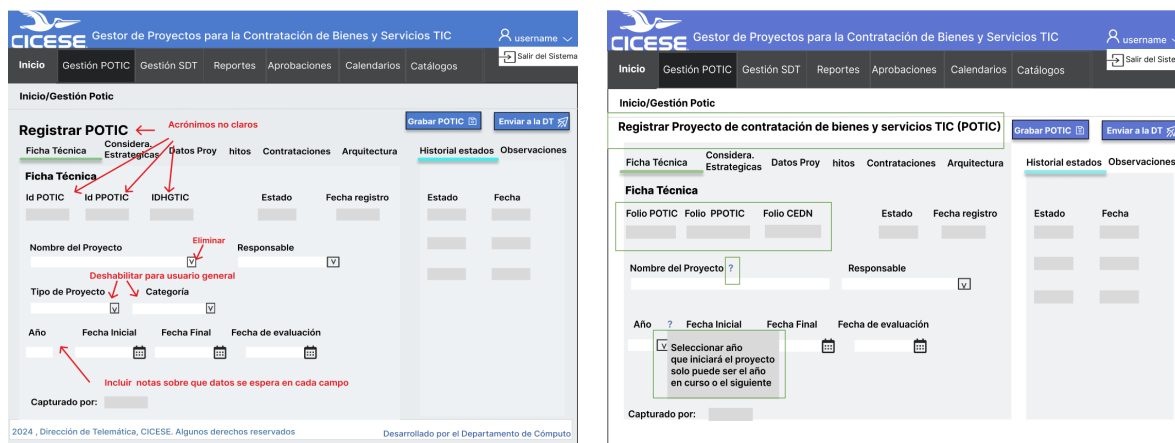 CICESE Gestor de Proyectos para la Contratación de Bienes y Servicios TIC username
Salir del Sistema
Inicio Gestión POTIC Gestión SDT Reportes Aprobaciones Calendarios Catálogos
Inicio/Gestión Potic
Registrar POTIC Acrónimos no claros Grabar POTIC Enviar a la DT
Ficha Técnica Considera. Estrategicas Datos Proy hitos Contrataciones Arquitectura Historial estados Observaciones
Ficha Técnica
Id POTIC Id PPOTIC IDHGTIC Estado Fecha registro Estado Fecha
Eliminar
Nombre del Proyecto Responsable
V V
Deshabilitar para usuario general
Tipo de Proyecto Categoría
V V
Año Fecha Inicial Fecha Final Fecha de evaluación
Incluír notas sobre que datos se espera en cada campo
Capturado por:
2024 , Dirección de Telemática, CICESE. Algunos derechos reservados Desarrollado por el Departamento de Cómputo
CICESE Gestor de Proyectos para la Contratación de Bienes y Servicios TIC username
Salir del Siste
Inicio Gestión POTIC Gestión SDT Reportes Aprobaciones Calendarios Catálogos
Inicio/Gestión Potic
Registrar Proyecto de contratación de bienes y servicios TIC (POTIC) Grabar POTIC Enviar a la DT
Ficha Técnica Considera. Estrategicas Datos Proy hitos Contrataciones Arquitectura Historial estados Observaciones
Ficha Técnica
Folio POTIC Folio PPOTIC Folio CEDN Estado Fecha registro Estado Fecha
Nombre del Proyecto ? Responsable
V
Año ? Fecha Inicial Fecha Final Fecha de evaluación
V Seleccionar año
que iniciará el proyecto
solo puede ser el año
en curso o el siguiente
Capturado por: